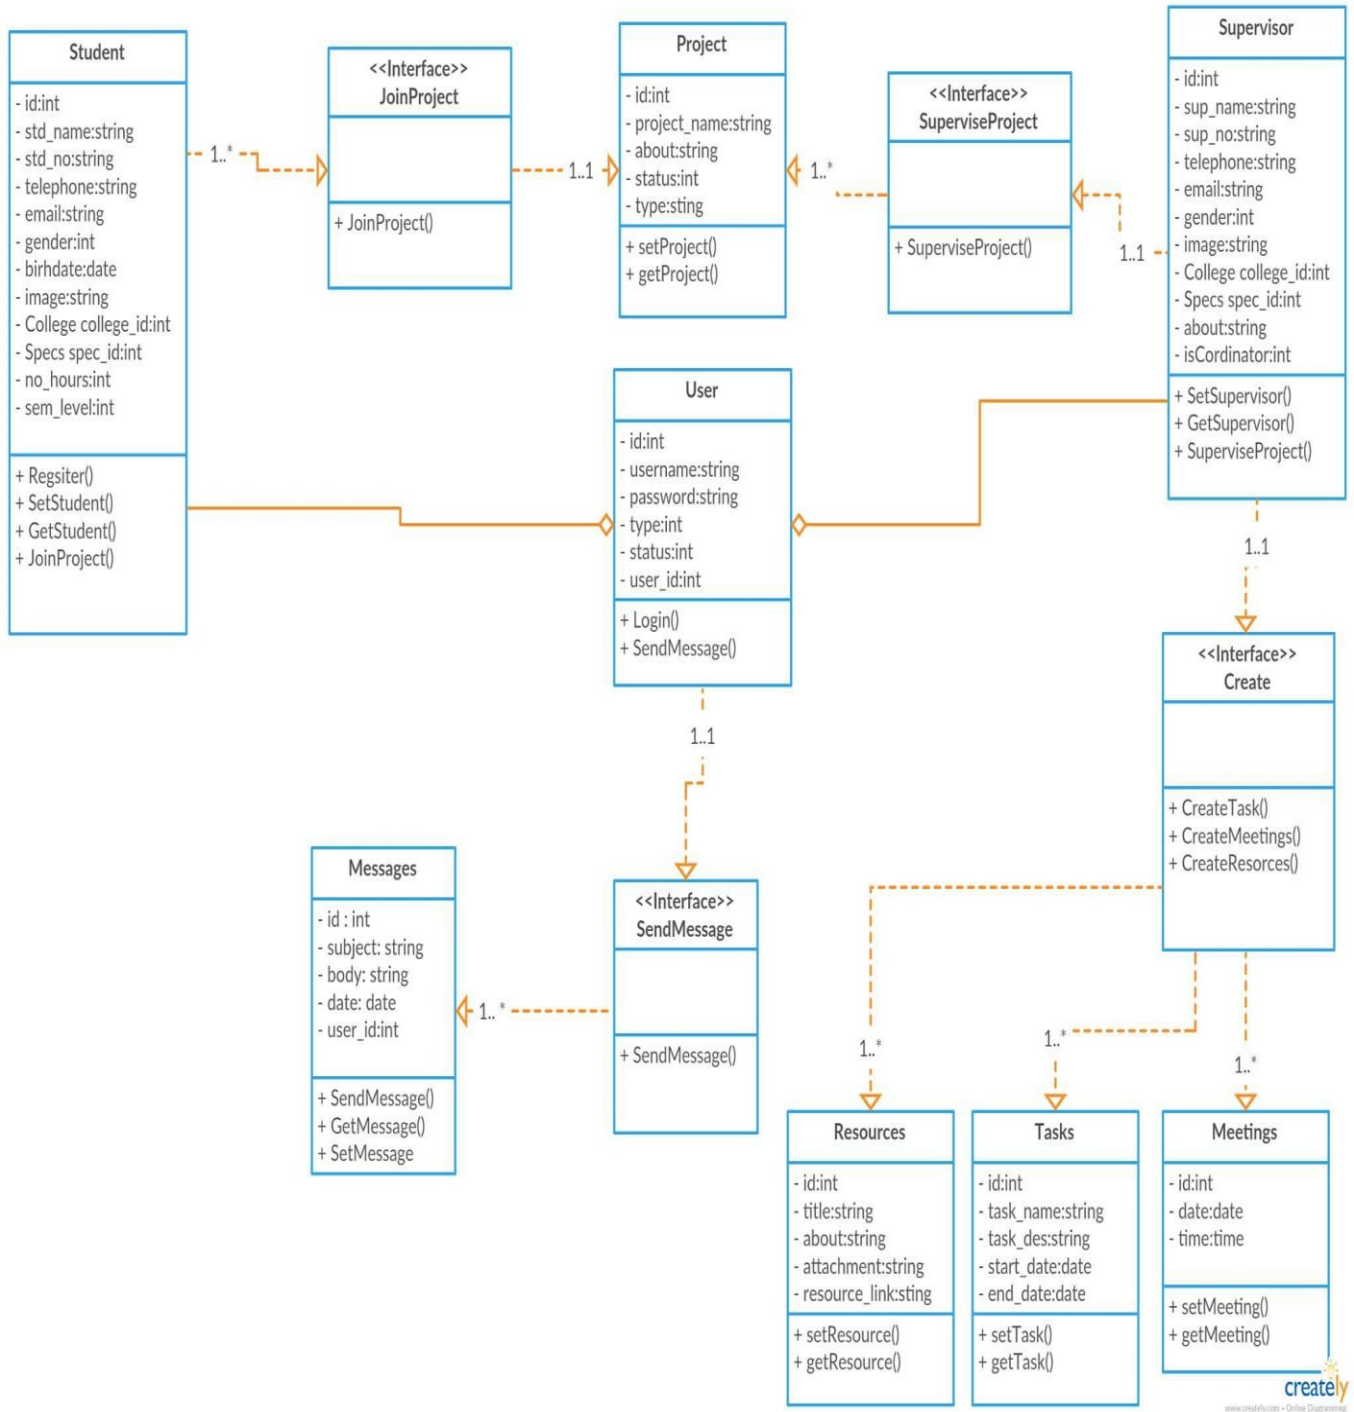 Student
- id:int
- std_name:string
- std_no:string
- telephone:string
- email:string
- gender:int
- birhdate:date
- image:string
- College college_id:int
- Specs spec_id:int
- no_hours:int
- sem_level:int
+ Regsiter()
+ SetStudent()
+ GetStudent()
+ JoinProject()
1..*
<<Interface>>
JoinProject
+ JoinProject()
1..1
Project
- id:int
- project_name:string
- about:string
- status:int
- type:sting
+ setProject()
+ getProject()
1..*
<<Interface>>
SuperviseProject
+ SuperviseProject()
1..1
Supervisor
- id:int
- sup_name:string
- sup_no:string
- telephone:string
- email:string
- gender:int
- image:string
- College college_id:int
- Specs spec_id:int
- about:string
- isCordinator:int
+ SetSupervisor()
+ GetSupervisor()
+ SuperviseProject()
User
- id:int
- username:string
- password:string
- type:int
- status:int
- user_id:int
+ Login()
+ SendMessage()
1..1
1..1
<<Interface>>
Create
+ CreateTask()
+ CreateMeetings()
+ CreateResorces()
Messages
- id : int
- subject: string
- body: string
- date: date
- user_id:int
+ SendMessage()
+ GetMessage()
+ SetMessage
1.. *
<<Interface>>
SendMessage
+ SendMessage()
1..*
1..*
1..*
Resources
- id:int
- title:string
- about:string
- attachment:string
- resource_link:sting
+ setResource()
+ getResource()
Tasks
- id:int
- task_name:string
- task_des:string
- start_date:date
- end_date:date
+ setTask()
+ getTask()
Meetings
- id:int
- date:date
- time:time
+ setMeeting()
+ getMeeting()
creately
www.creately.com • Online Diagramming